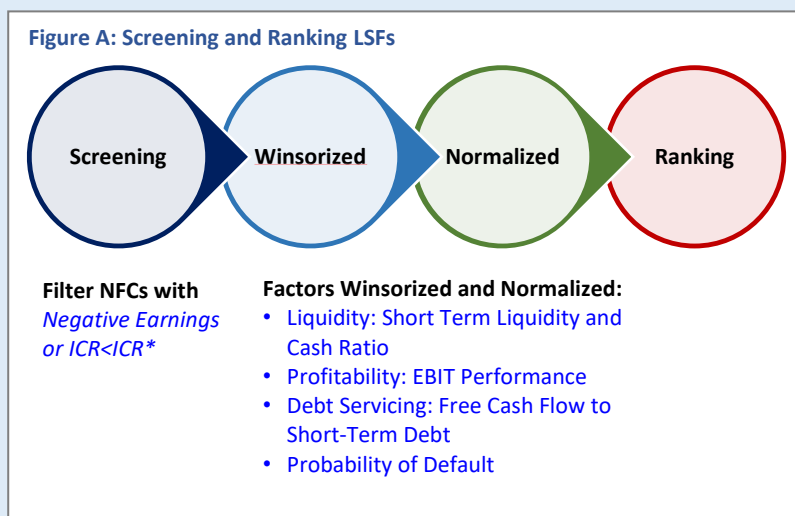 Figure A: Screening and Ranking LSFs
Screening
Winsorized
Normalized
Ranking
Filter NFCs with
Negative Earnings
or ICR<ICR*
Factors Winsorized and Normalized:
• Liquidity: Short Term Liquidity and
Cash Ratio
• Profitability: EBIT Performance
• Debt Servicing: Free Cash Flow to
Short-Term Debt
• Probability of Default